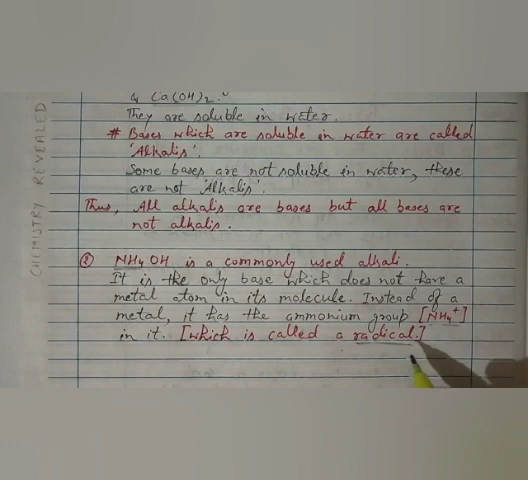 & Ca(OH)2.
They are soluble in water.
# Bases which are soluble in water are called
'Alkalis'.
Some bases are not soluble in water, these
are not 'Alkalis'.
Thus, All alkalis are bases but all bases are
not alkalis.
② NH4OH is a commonly used alkali.
It is the only base which does not have a
metal atom in its molecule. Instead of a
metal, it has the ammonium group [NH4+]
in it. [which is called a radical.]
CHEMISTRY REVEALED